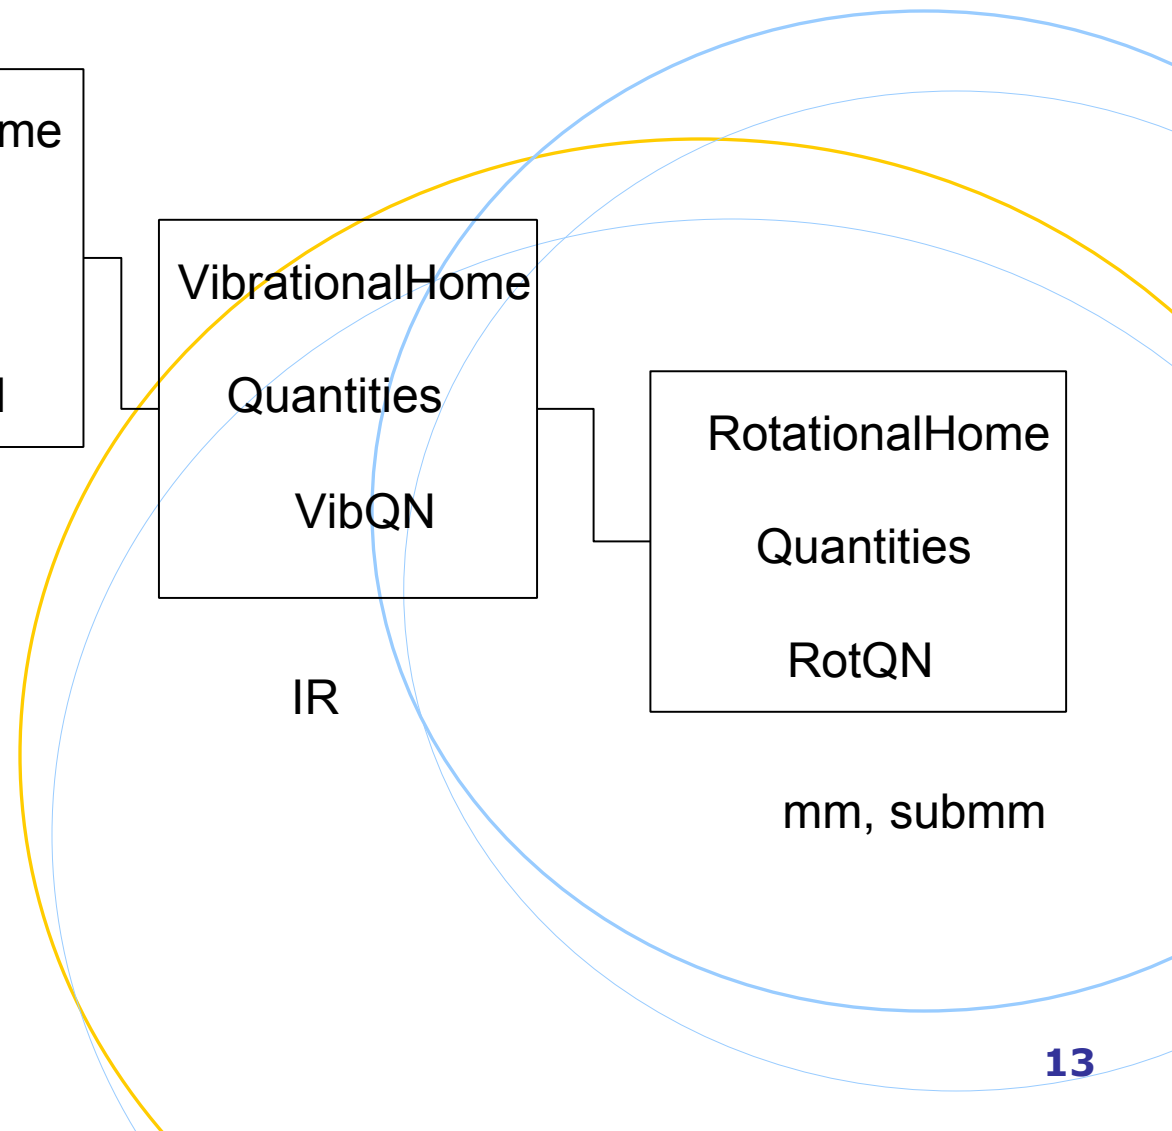 me
VibrationalHome
Quantities
VibQN
RotationalHome
Quantities
RotQN
IR
mm, submm
13